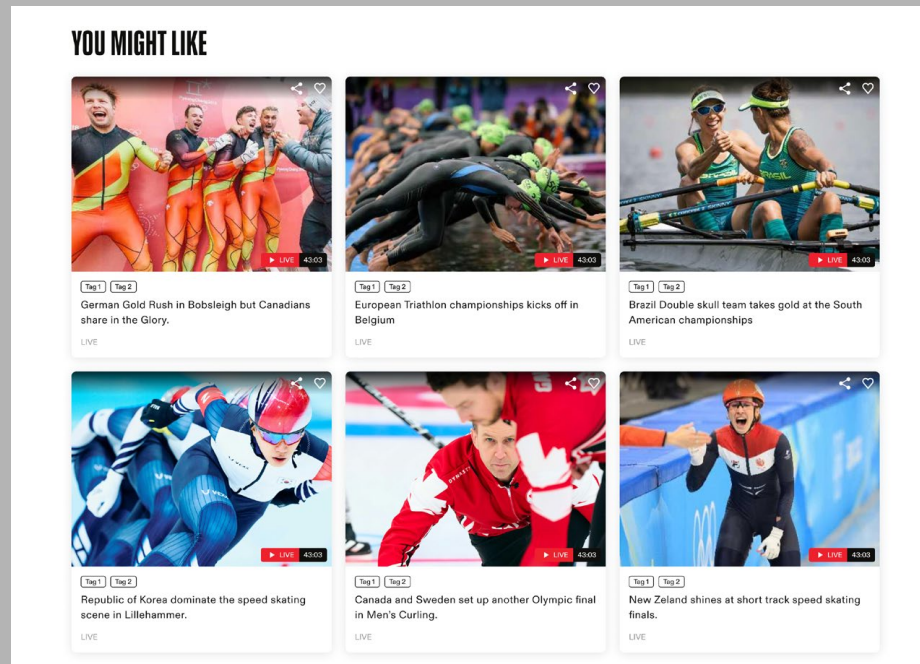 YOU MIGHT LIKE
LIVE 43:03
LIVE 43:03
BRASIL
BRASIL
LIVE 43:03
Tag 1 Tag 2
German Gold Rush in Bobsleigh but Canadians
share in the Glory.
LIVE
Tag 1 Tag 2
European Triathlon championships kicks off in
Belgium
LIVE
Tag 1 Tag 2
Brazil Double skull team takes gold at the South
American championships
LIVE
LIVE 43:03
DYNASTY
LIVE 43:03
LIVE 43:03
Tag 1 Tag 2
Republic of Korea dominate the speed skating
scene in Lillehammer.
LIVE
Tag 1 Tag 2
Canada and Sweden set up another Olympic final
in Men's Curling.
LIVE
Tag 1 Tag 2
New Zeland shines at short track speed skating
finals.
LIVE